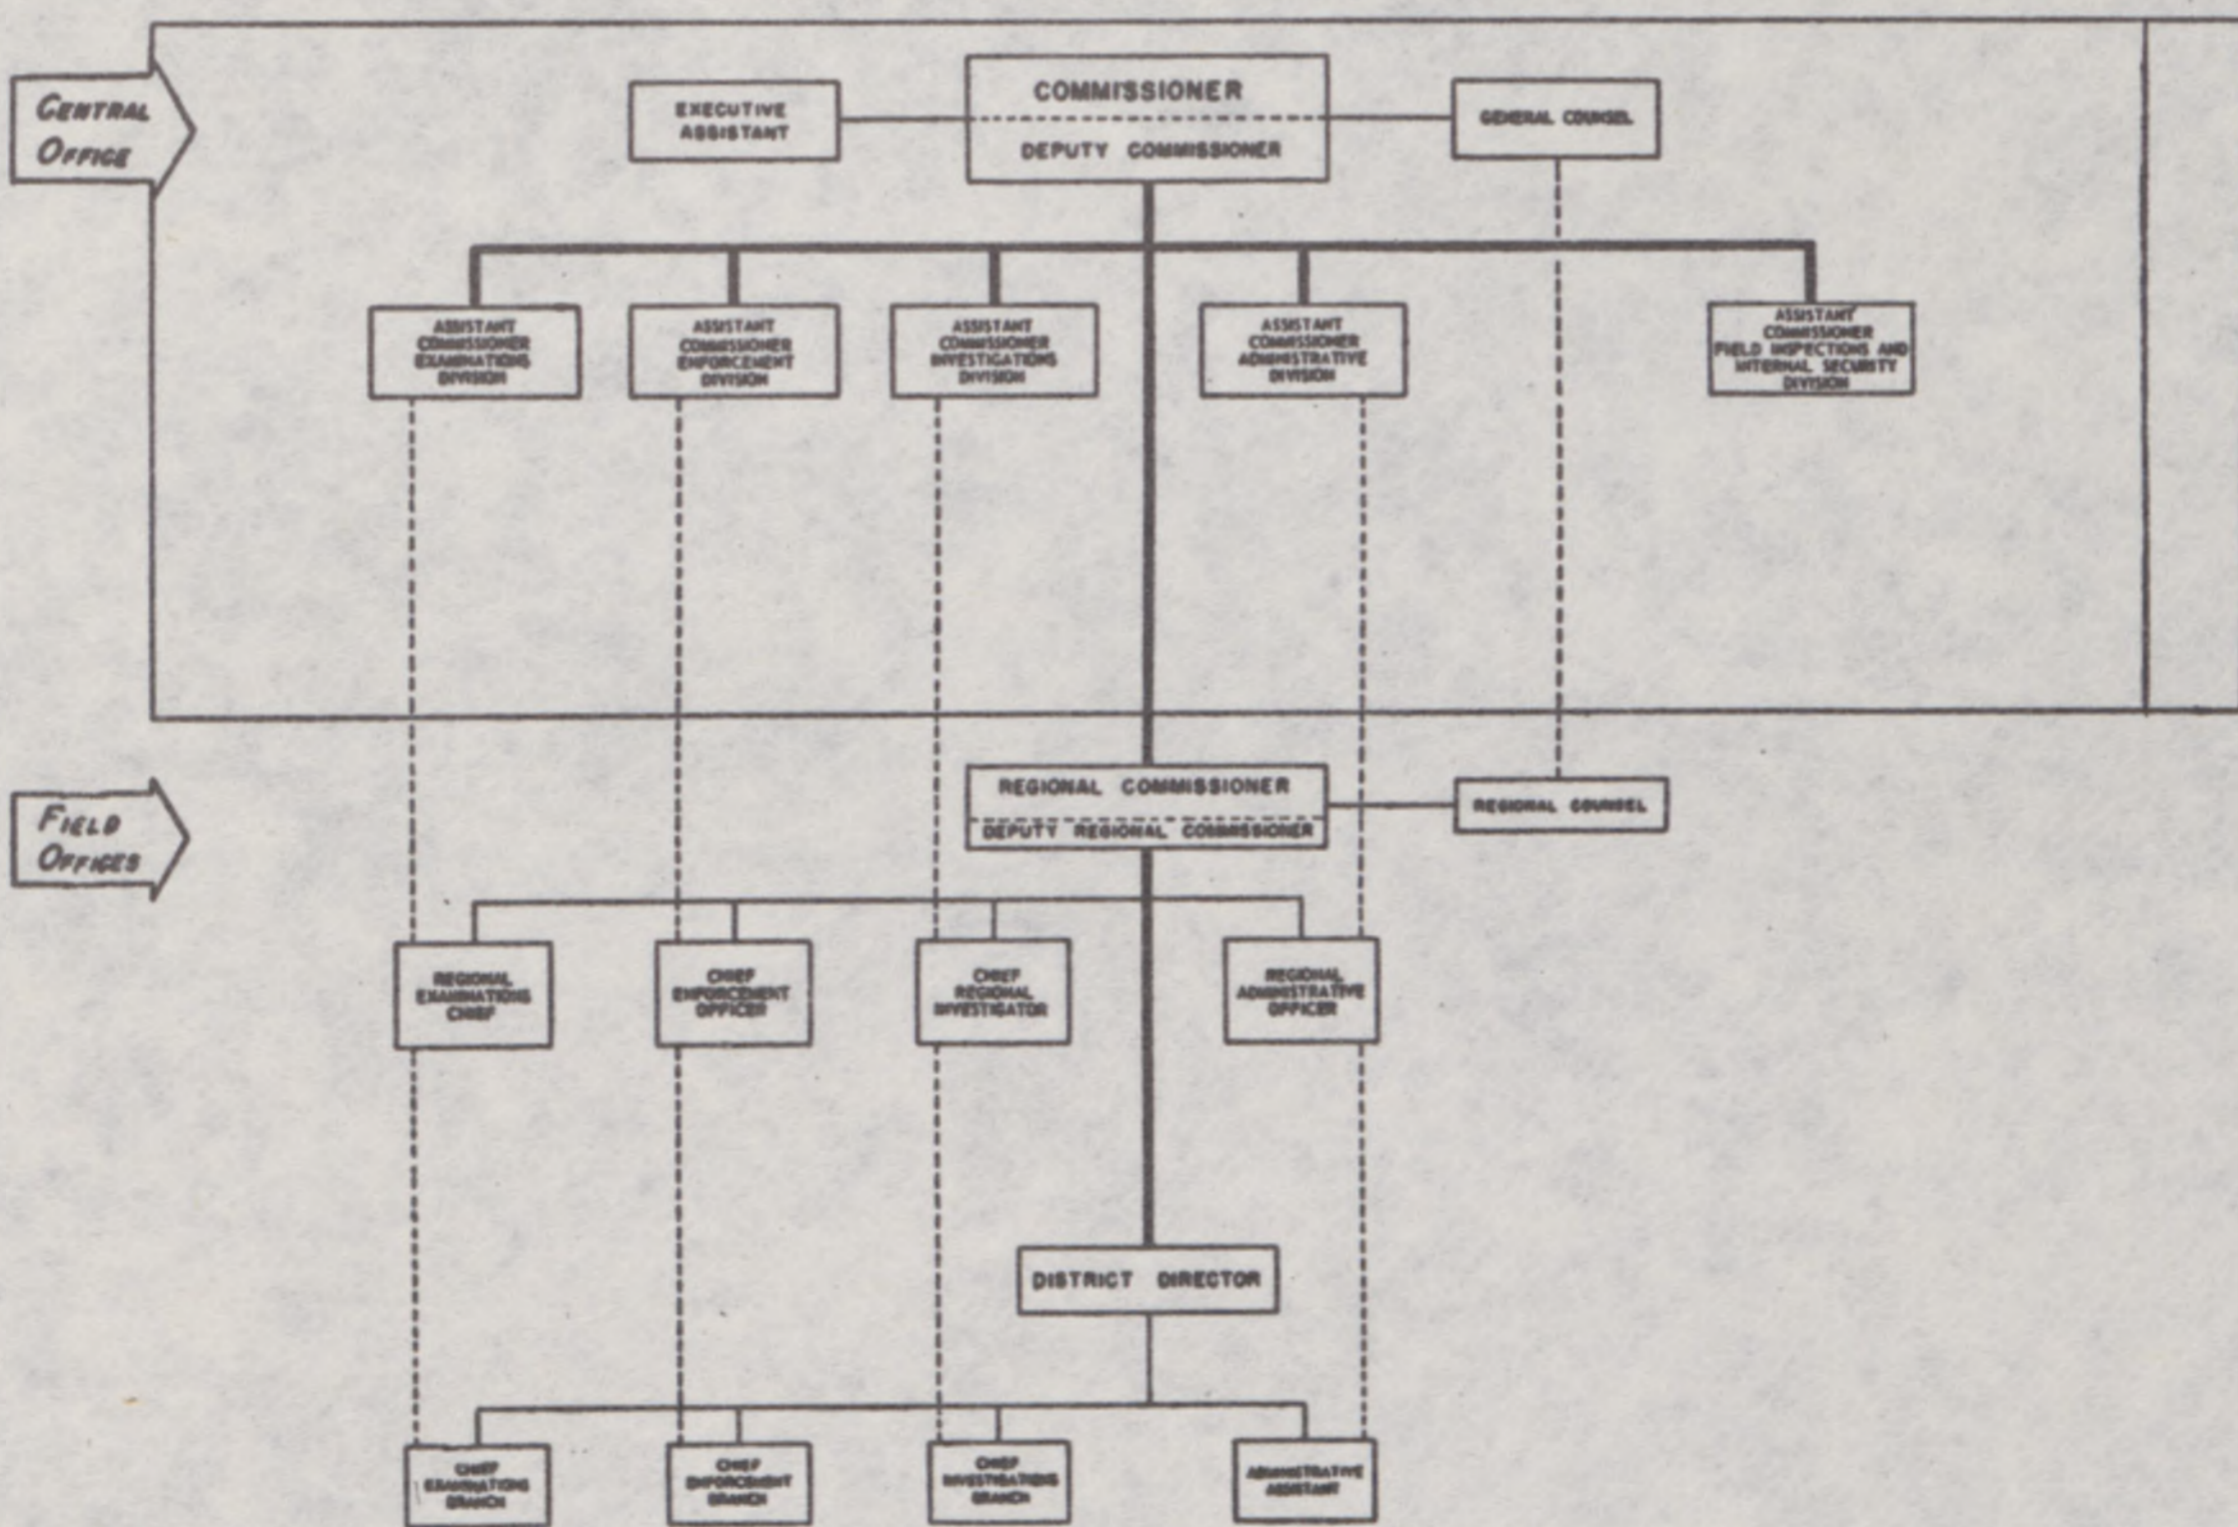 CENTRAL
OFFICE
EXECUTIVE
ASSISTANT
COMMISSIONER
DEPUTY COMMISSIONER
GENERAL COUNSEL
ASSISTANT
COMMISSIONER
EXAMINATIONS
DIVISION
ASSISTANT
COMMISSIONER
ENFORCEMENT
DIVISION
ASSISTANT
COMMISSIONER
INVESTIGATIONS
DIVISION
ASSISTANT
COMMISSIONER
ADMINISTRATIVE
DIVISION
ASSISTANT
COMMISSIONER
FIELD INSPECTIONS AND
INTERNAL SECURITY
DIVISION
FIELD
OFFICES
REGIONAL COMMISSIONER
DEPUTY REGIONAL COMMISSIONER
REGIONAL COUNSEL
REGIONAL
EXAMINATIONS
CHIEF
CHIEF
ENFORCEMENT
OFFICER
CHIEF
REGIONAL
INVESTIGATOR
REGIONAL
ADMINISTRATIVE
OFFICER
DISTRICT DIRECTOR
CHIEF
EXAMINATIONS
BRANCH
CHIEF
ENFORCEMENT
BRANCH
CHIEF
INVESTIGATIONS
BRANCH
ADMINISTRATIVE
ASSISTANT